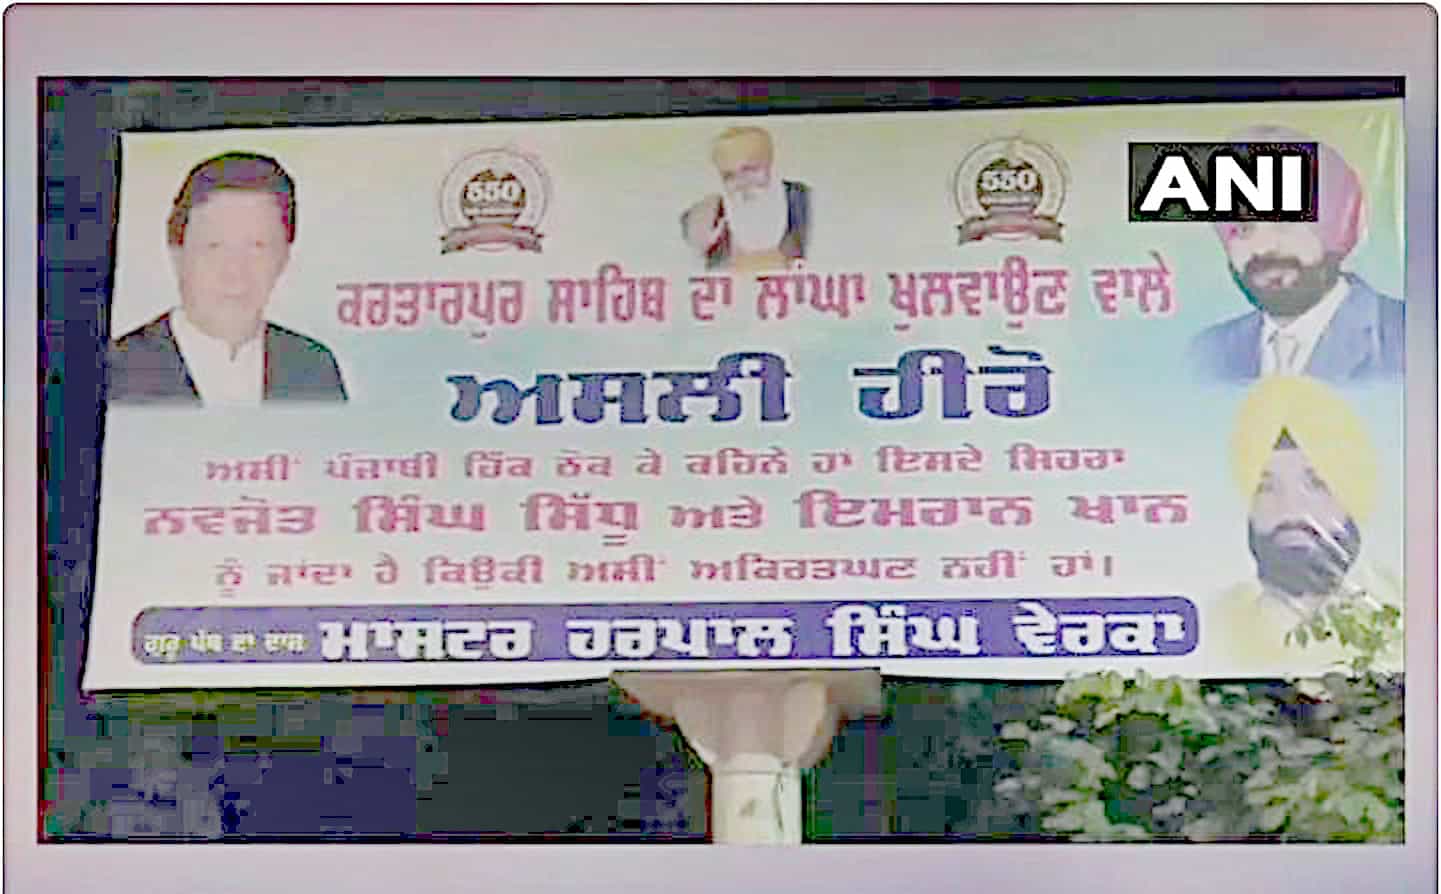 ANI
550
550
ਕਰਤਾਰਪੁਰ ਸਾਹਿਬ ਦਾ ਲਾਂਘਾ ਖੁਲਵਾਉਣ ਵਾਲੇ
ਅਸਲੀ ਹੀਰੋ
ਅਸੀਂ ਪੰਜਾਬੀ ਹਿੱਕ ਠੋਕ ਕੇ ਕਹਿਨੇ ਹਾਂ ਇਸਦੇ ਸਿਹਰਾ
ਨਵਜੋਤ ਸਿੰਘ ਸਿੱਧੂ ਅਤੇ ਇਮਰਾਨ ਖਾਨ
ਨੂੰ ਜਾਂਦਾ ਹੈ ਕਿਉਕੀ ਅਸੀਂ ਅਕਿਰਤਘਣ ਨਹੀਂ ਹਾਂ।
ਗੁਰੂ ਪੰਥ ਦਾ ਦਾਸ ਮਾਸਟਰ ਹਰਪਾਲ ਸਿੰਘ ਵੇਰਕਾ